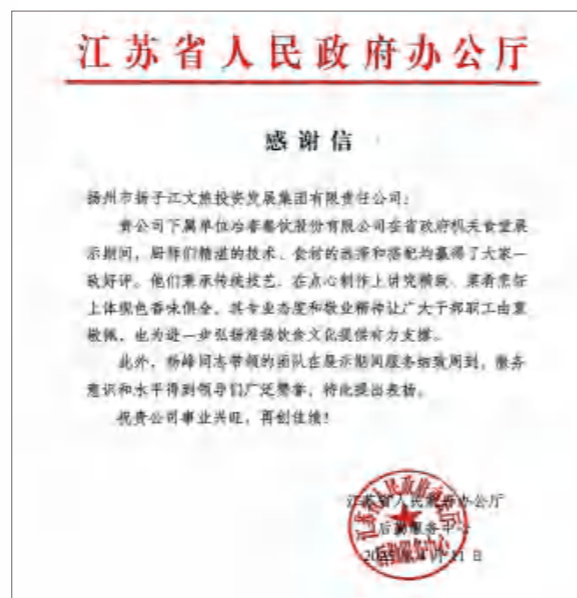 江苏省人民政府办公厅
感谢信
扬州市扬子江文旅投资发展集团有限责任公司：
贵公司下属单位冶春餐饮股份有限公司在省政府机关食堂展
示期间，厨师们精湛的技术、食材的选择和搭配均赢得了大家一
致好评。他们秉承传统技艺，在点心制作上讲究精致、菜肴烹饪
上体现色香味俱全，其专业态度和敬业精神让广大干部职工由衷
敬佩，也为进一步弘扬淮扬饮食文化提供有力支撑。
此外，杨峰同志带领的团队在展示期间服务细致周到，服务
意识和水平得到领导们广泛赞誉，特此提出表扬。
祝贵公司事业兴旺，再创佳绩！
江苏省人民政府办公厅
后勤服务中心
月21日